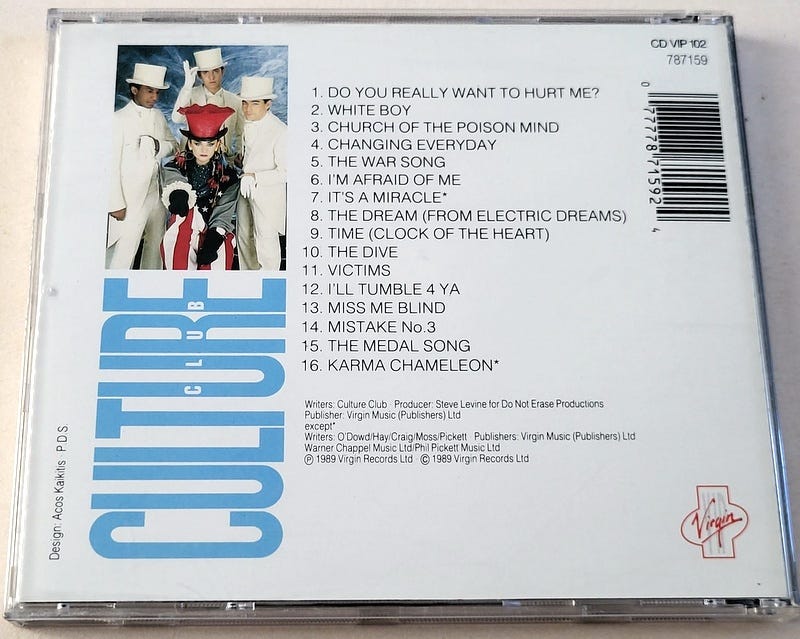 CD VIP 102
787159
0 77778 71592 4
1. DO YOU REALLY WANT TO HURT ME?
2. WHITE BOY
3. CHURCH OF THE POISON MIND
4. CHANGING EVERYDAY
5. THE WAR SONG
6. I'M AFRAID OF ME
7. IT'S A MIRACLE*
8. THE DREAM (FROM ELECTRIC DREAMS)
9. TIME (CLOCK OF THE HEART)
10. THE DIVE
11. VICTIMS
12. I'LL TUMBLE 4 YA
13. MISS ME BLIND
14. MISTAKE No.3
15. THE MEDAL SONG
16. KARMA CHAMELEON*
Writers: Culture Club · Producer: Steve Levine for Do Not Erase Productions
Publisher: Virgin Music (Publishers) Ltd
except*
Writers: O'Dowd/Hay/Craig/Moss/Pickett · Publishers: Virgin Music (Publishers) Ltd
Warner Chappel Music Ltd/Phil Pickett Music Ltd
℗ 1989 Virgin Records Ltd · © 1989 Virgin Records Ltd
CULTURE
CLUB
Design: Acos Kalkitis · P.D.S.
Virgin